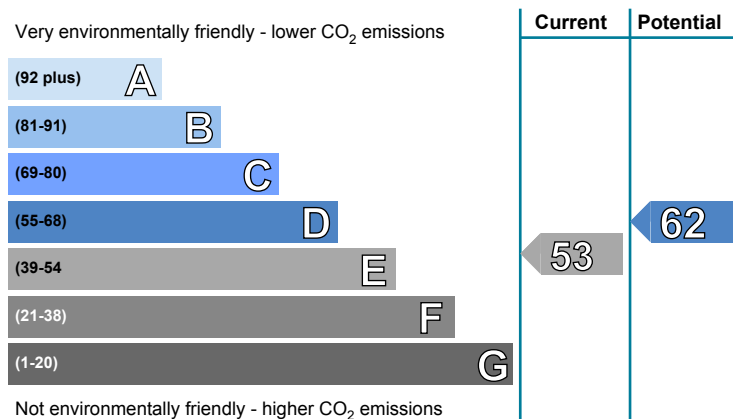 Very environmentally friendly - lower CO₂ emissions
Current
Potential
(92 plus) A
(81-91) B
(69-80) C
(55-68) D
(39-54 E
(21-38) F
(1-20) G
53
62
Not environmentally friendly - higher CO₂ emissions